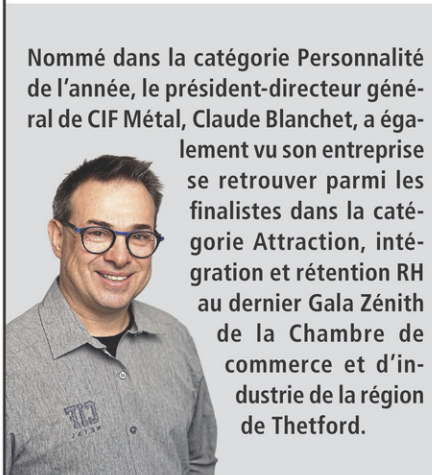 Nommé dans la catégorie Personnalité
de l'année, le président-directeur géné-
ral de CIF Métal, Claude Blanchet, a éga-
lement vu son entreprise
se retrouver parmi les
finalistes dans la caté-
gorie Attraction, inté-
gration et rétention RH
au dernier Gala Zénith
de la Chambre de
commerce et d'in-
dustrie de la région
de Thetford.
CIF
METAL